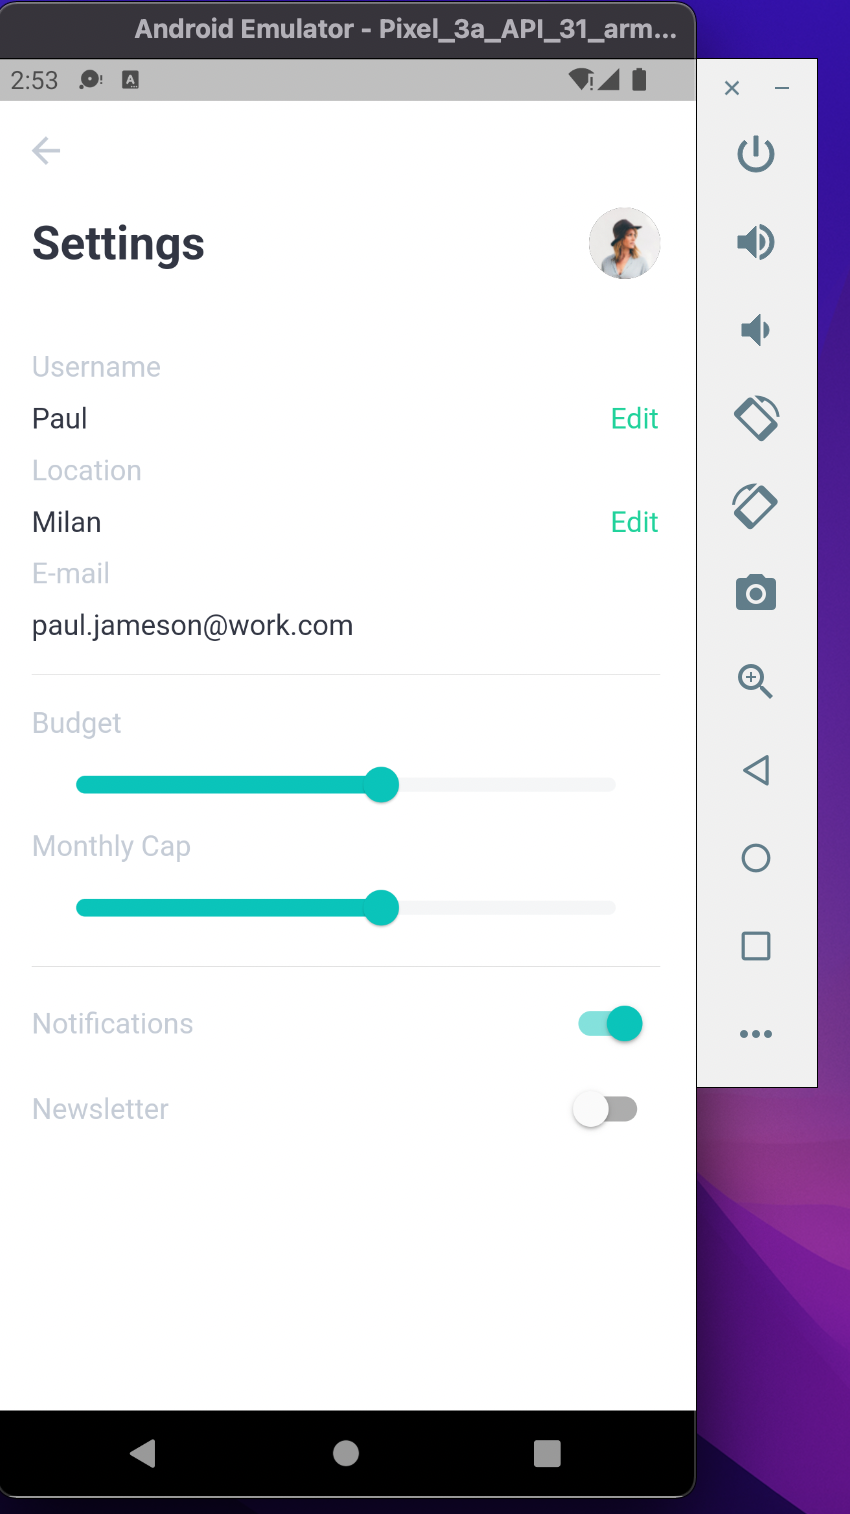 Android Emulator - Pixel_3a_API_31_arm...
2:53
A
Settings
Username
Paul Edit
Location
Milan Edit
E-mail
paul.jameson@work.com
Budget
Monthly Cap
Notifications
Newsletter